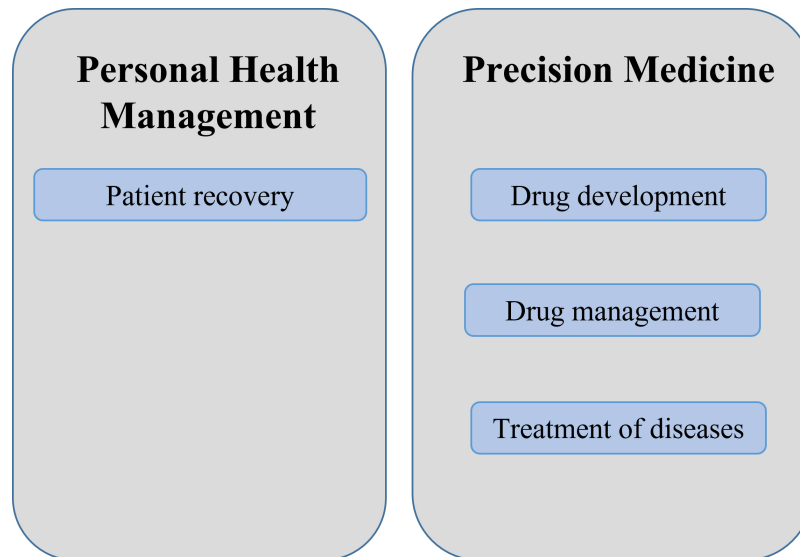 Personal Health
Management
Patient recovery
Precision Medicine
Drug development
Drug management
Treatment of diseases